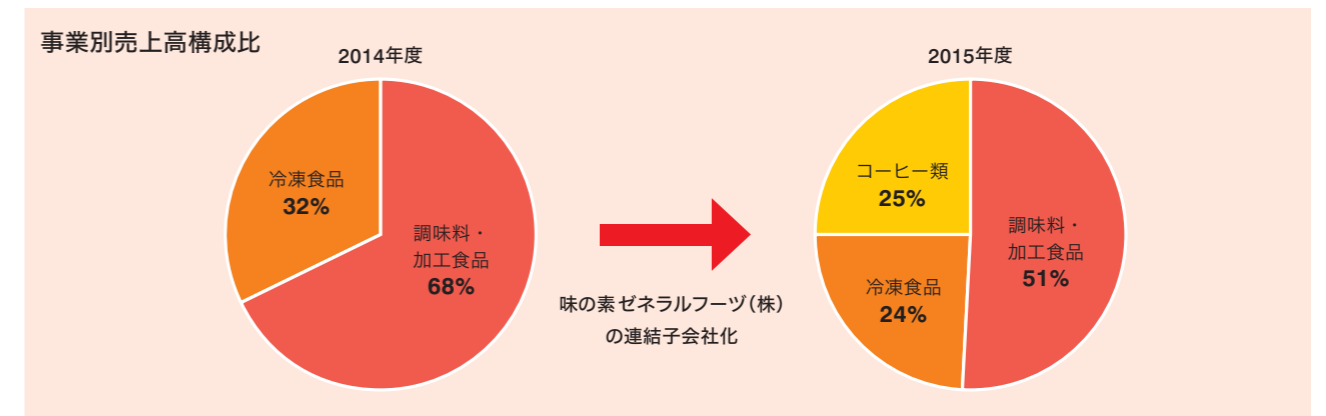 事業別売上高構成比
2014年度
冷凍食品
32%
調味料・
加工食品
68%
味の素ゼネラルフーヅ(株)
の連結子会社化
2015年度
コーヒー類
25%
冷凍食品
24%
調味料・
加工食品
51%